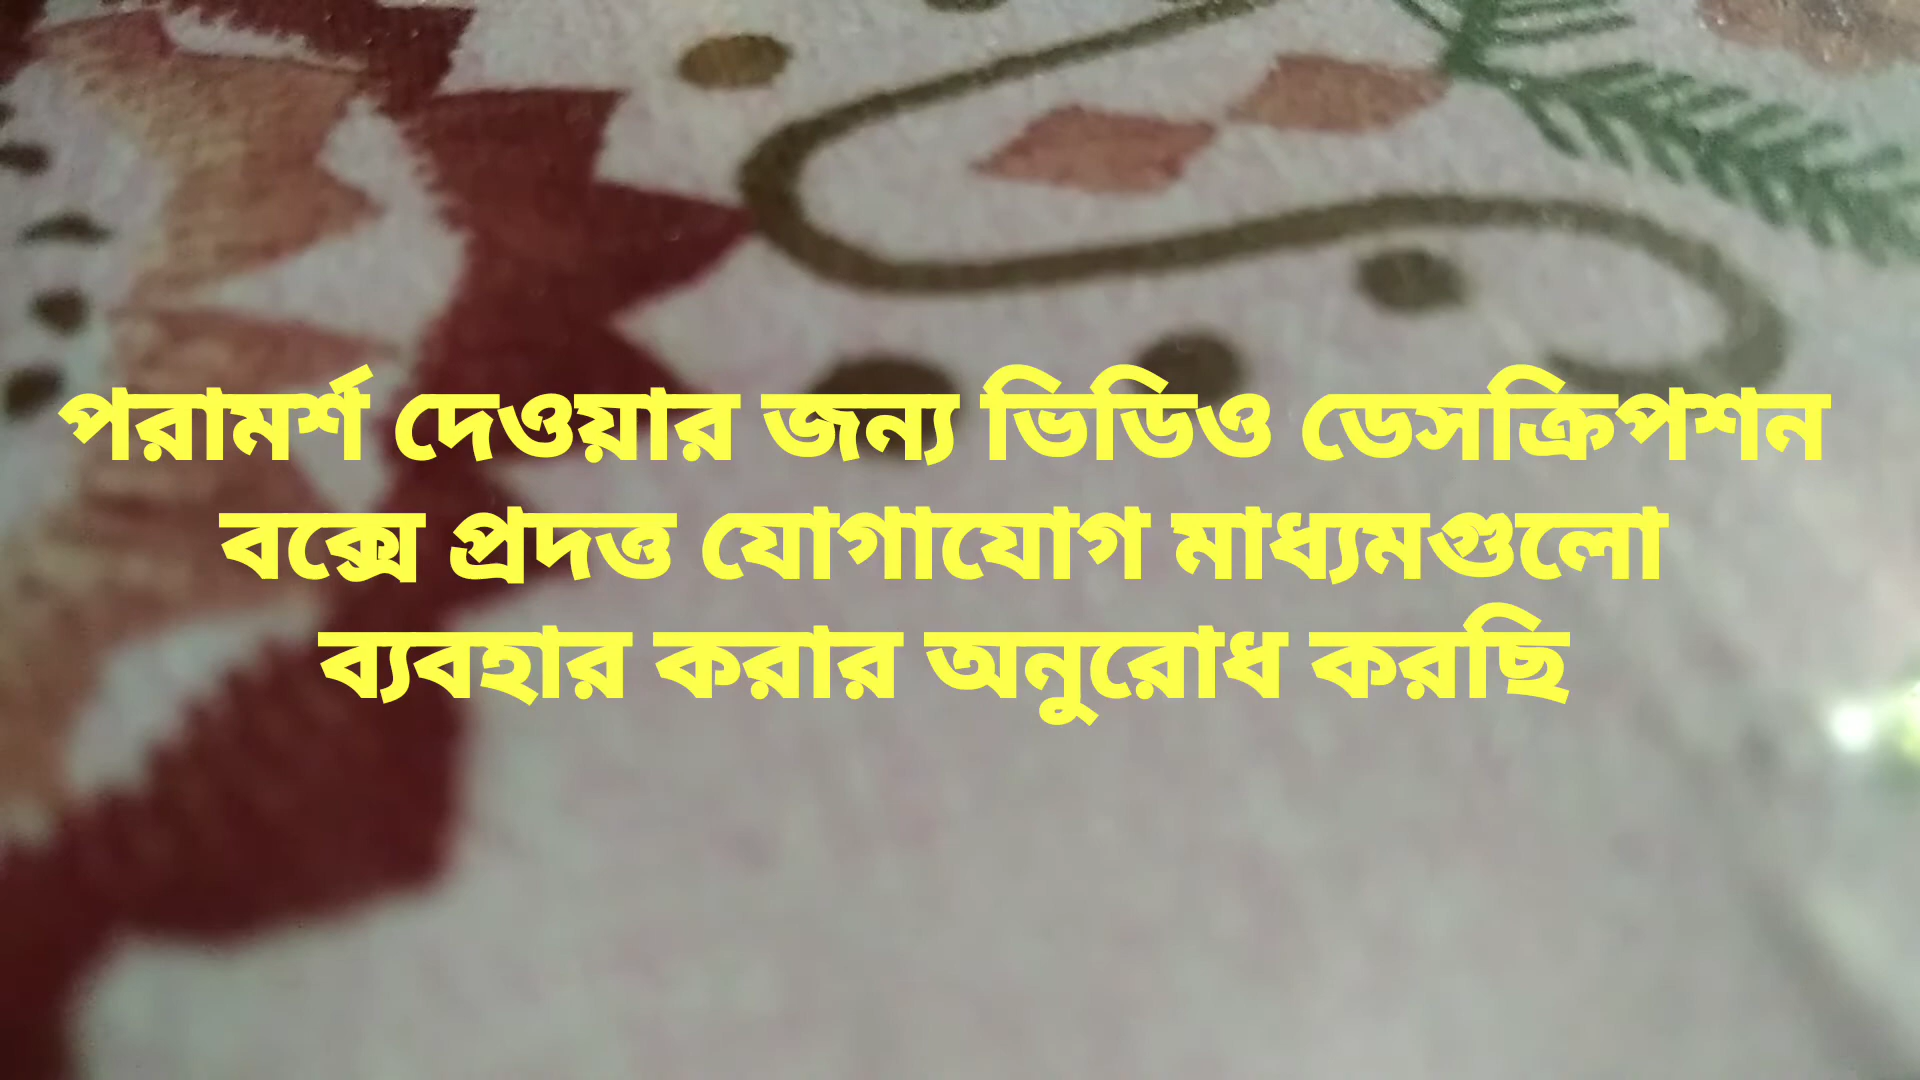 পরামর্শ দেওয়ার জন্য ভিডিও ডেসক্রিপশন
বক্সে প্রদত্ত যোগাযোগ মাধ্যমগুলো
ব্যবহার করার অনুরোধ করছি